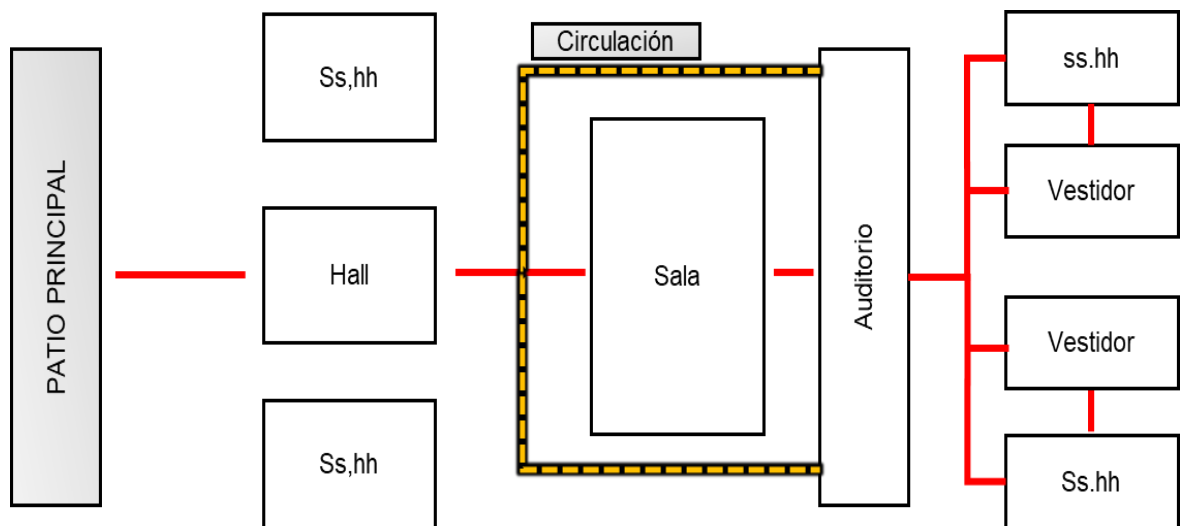 Circulación
PATIO PRINCIPAL
Ss,hh
Hall
Ss,hh
Sala
Auditorio
ss.hh
Vestidor
Vestidor
Ss.hh